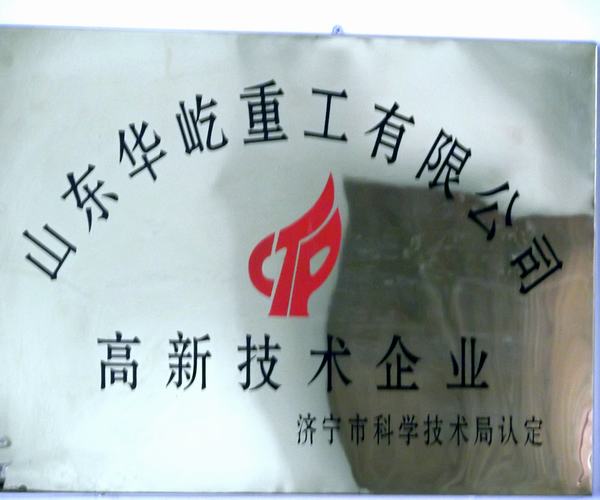 山东华屹重工有限公司
CTP
高新技术企业
济宁市科学技术局认定